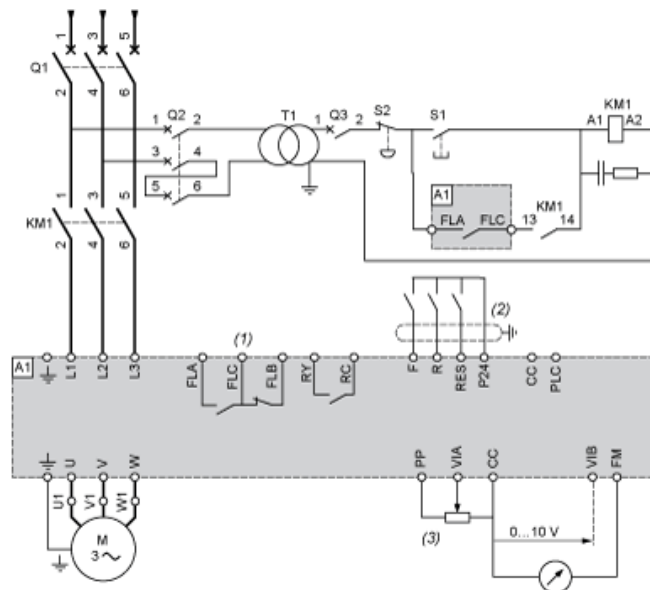 1 3 5
Q1
2 4 6
1 Q2 2 T1 1 Q3 2 S2 S1 KM1
A1 A2
3 4
5 6
A1
FLA FLC 13 KM1 14
1 3 5
KM1
2 4 6
(1) (2)
A1 L1 L2 L3 FLA FLC FLB RY RC F R RES P24 CC PLC
U V W PP VIA CC VIB FM
U1 V1 W1
M
3
(3)
0...10 V